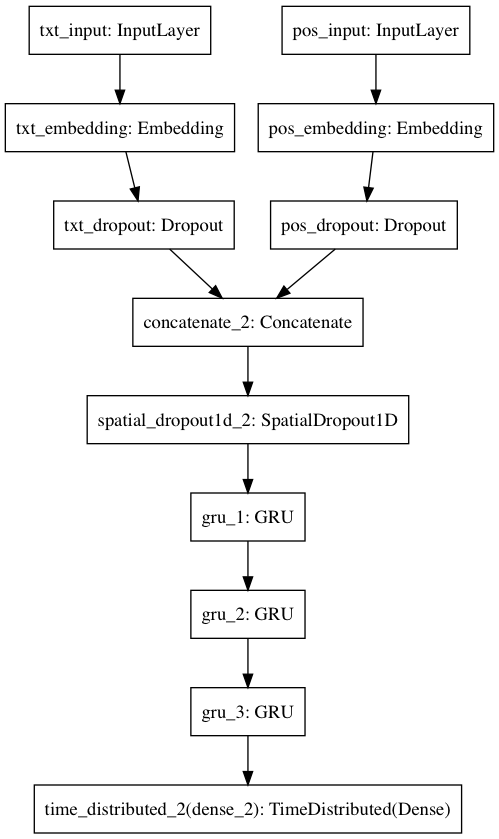 txt_input: InputLayer
pos_input: InputLayer
txt_embedding: Embedding
pos_embedding: Embedding
txt_dropout: Dropout
pos_dropout: Dropout
concatenate_2: Concatenate
spatial_dropout1d_2: SpatialDropout1D
gru_1: GRU
gru_2: GRU
gru_3: GRU
time_distributed_2(dense_2): TimeDistributed(Dense)